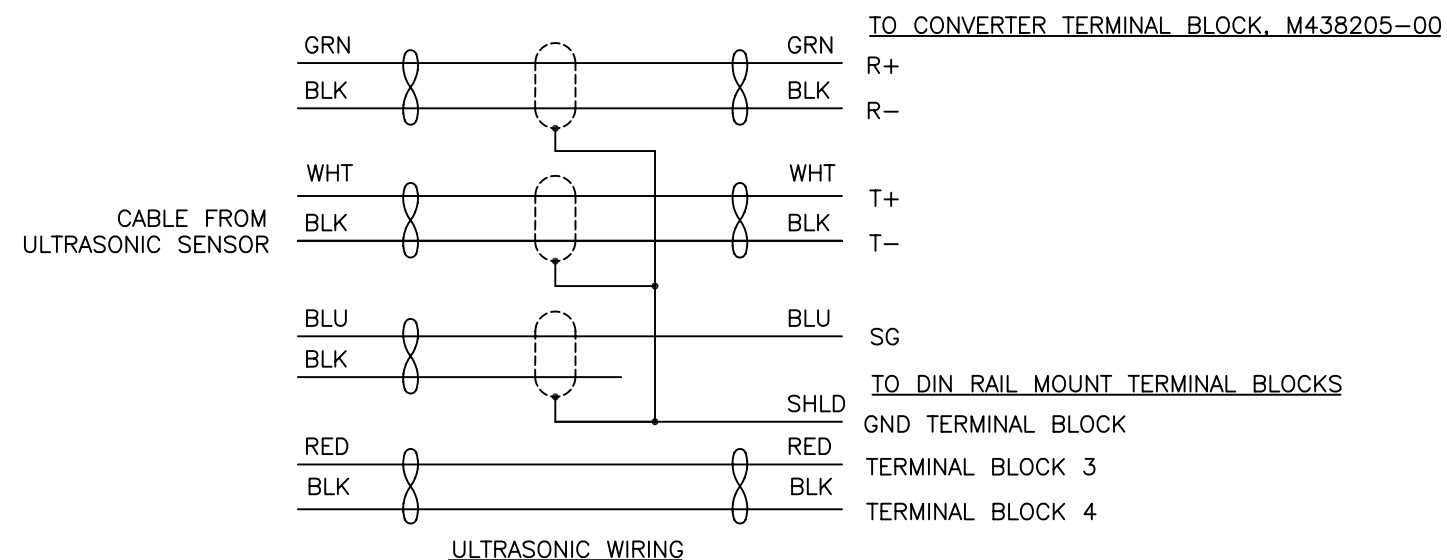 TO CONVERTER TERMINAL BLOCK, M438205-00
GRN GRN R+
BLK BLK R-
WHT WHT T+
CABLE FROM
ULTRASONIC SENSOR
BLK BLK T-
BLU BLU SG
BLK
TO DIN RAIL MOUNT TERMINAL BLOCKS
SHLD GND TERMINAL BLOCK
RED RED TERMINAL BLOCK 3
BLK BLK TERMINAL BLOCK 4
ULTRASONIC WIRING